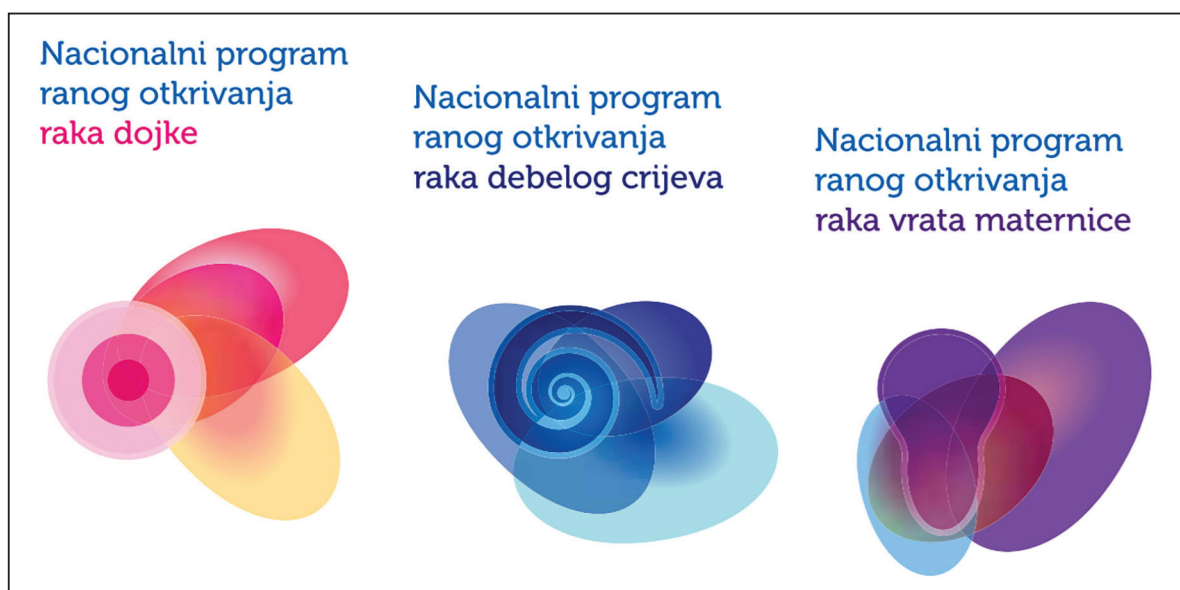 Nacionalni program
ranog otkrivanja
raka dojke
Nacionalni program
ranog otkrivanja
raka debelog crijeva
Nacionalni program
ranog otkrivanja
raka vrata maternice